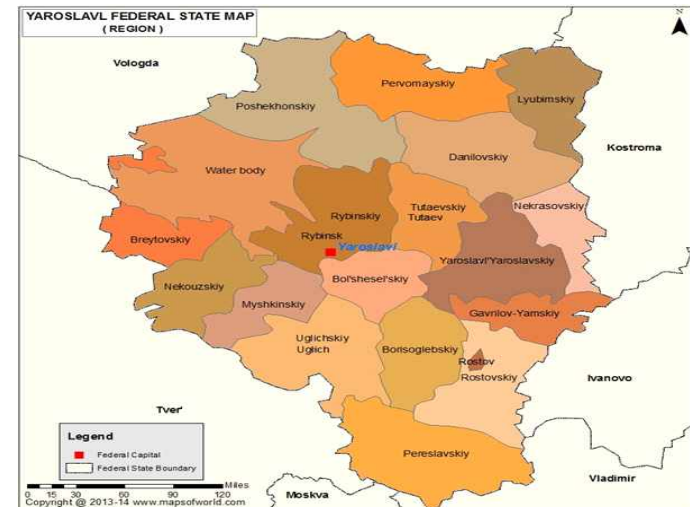 YAROSLAVL FEDERAL STATE MAP
( REGION )
N
Vologda
Pervomayskiy
Poshekhonskiy
Lyubimskiy
Kostroma
Danilovskiy
Water body
Nekrasovskiy
Tutaevskiy
Tutaev
Rybinskiy
Rybinsk
Yaroslavl
Breytovskiy
Yaroslavl'Yaroslavskiy
Bol'shesel'skiy
Nekouzskiy
Myshkinskiy
Gavrilov-Yamskiy
Uglichskiy
Uglich
Borisoglebskiy
Rostov
Rostovskiy
Ivanovo
Tver'
Pereslavskiy
Vladimir
Moskva
Legend
Federal Capital
Federal State Boundary
Miles
0 15 30 60 90 120
Copyright @ 2013-14 www.mapsofworld.com